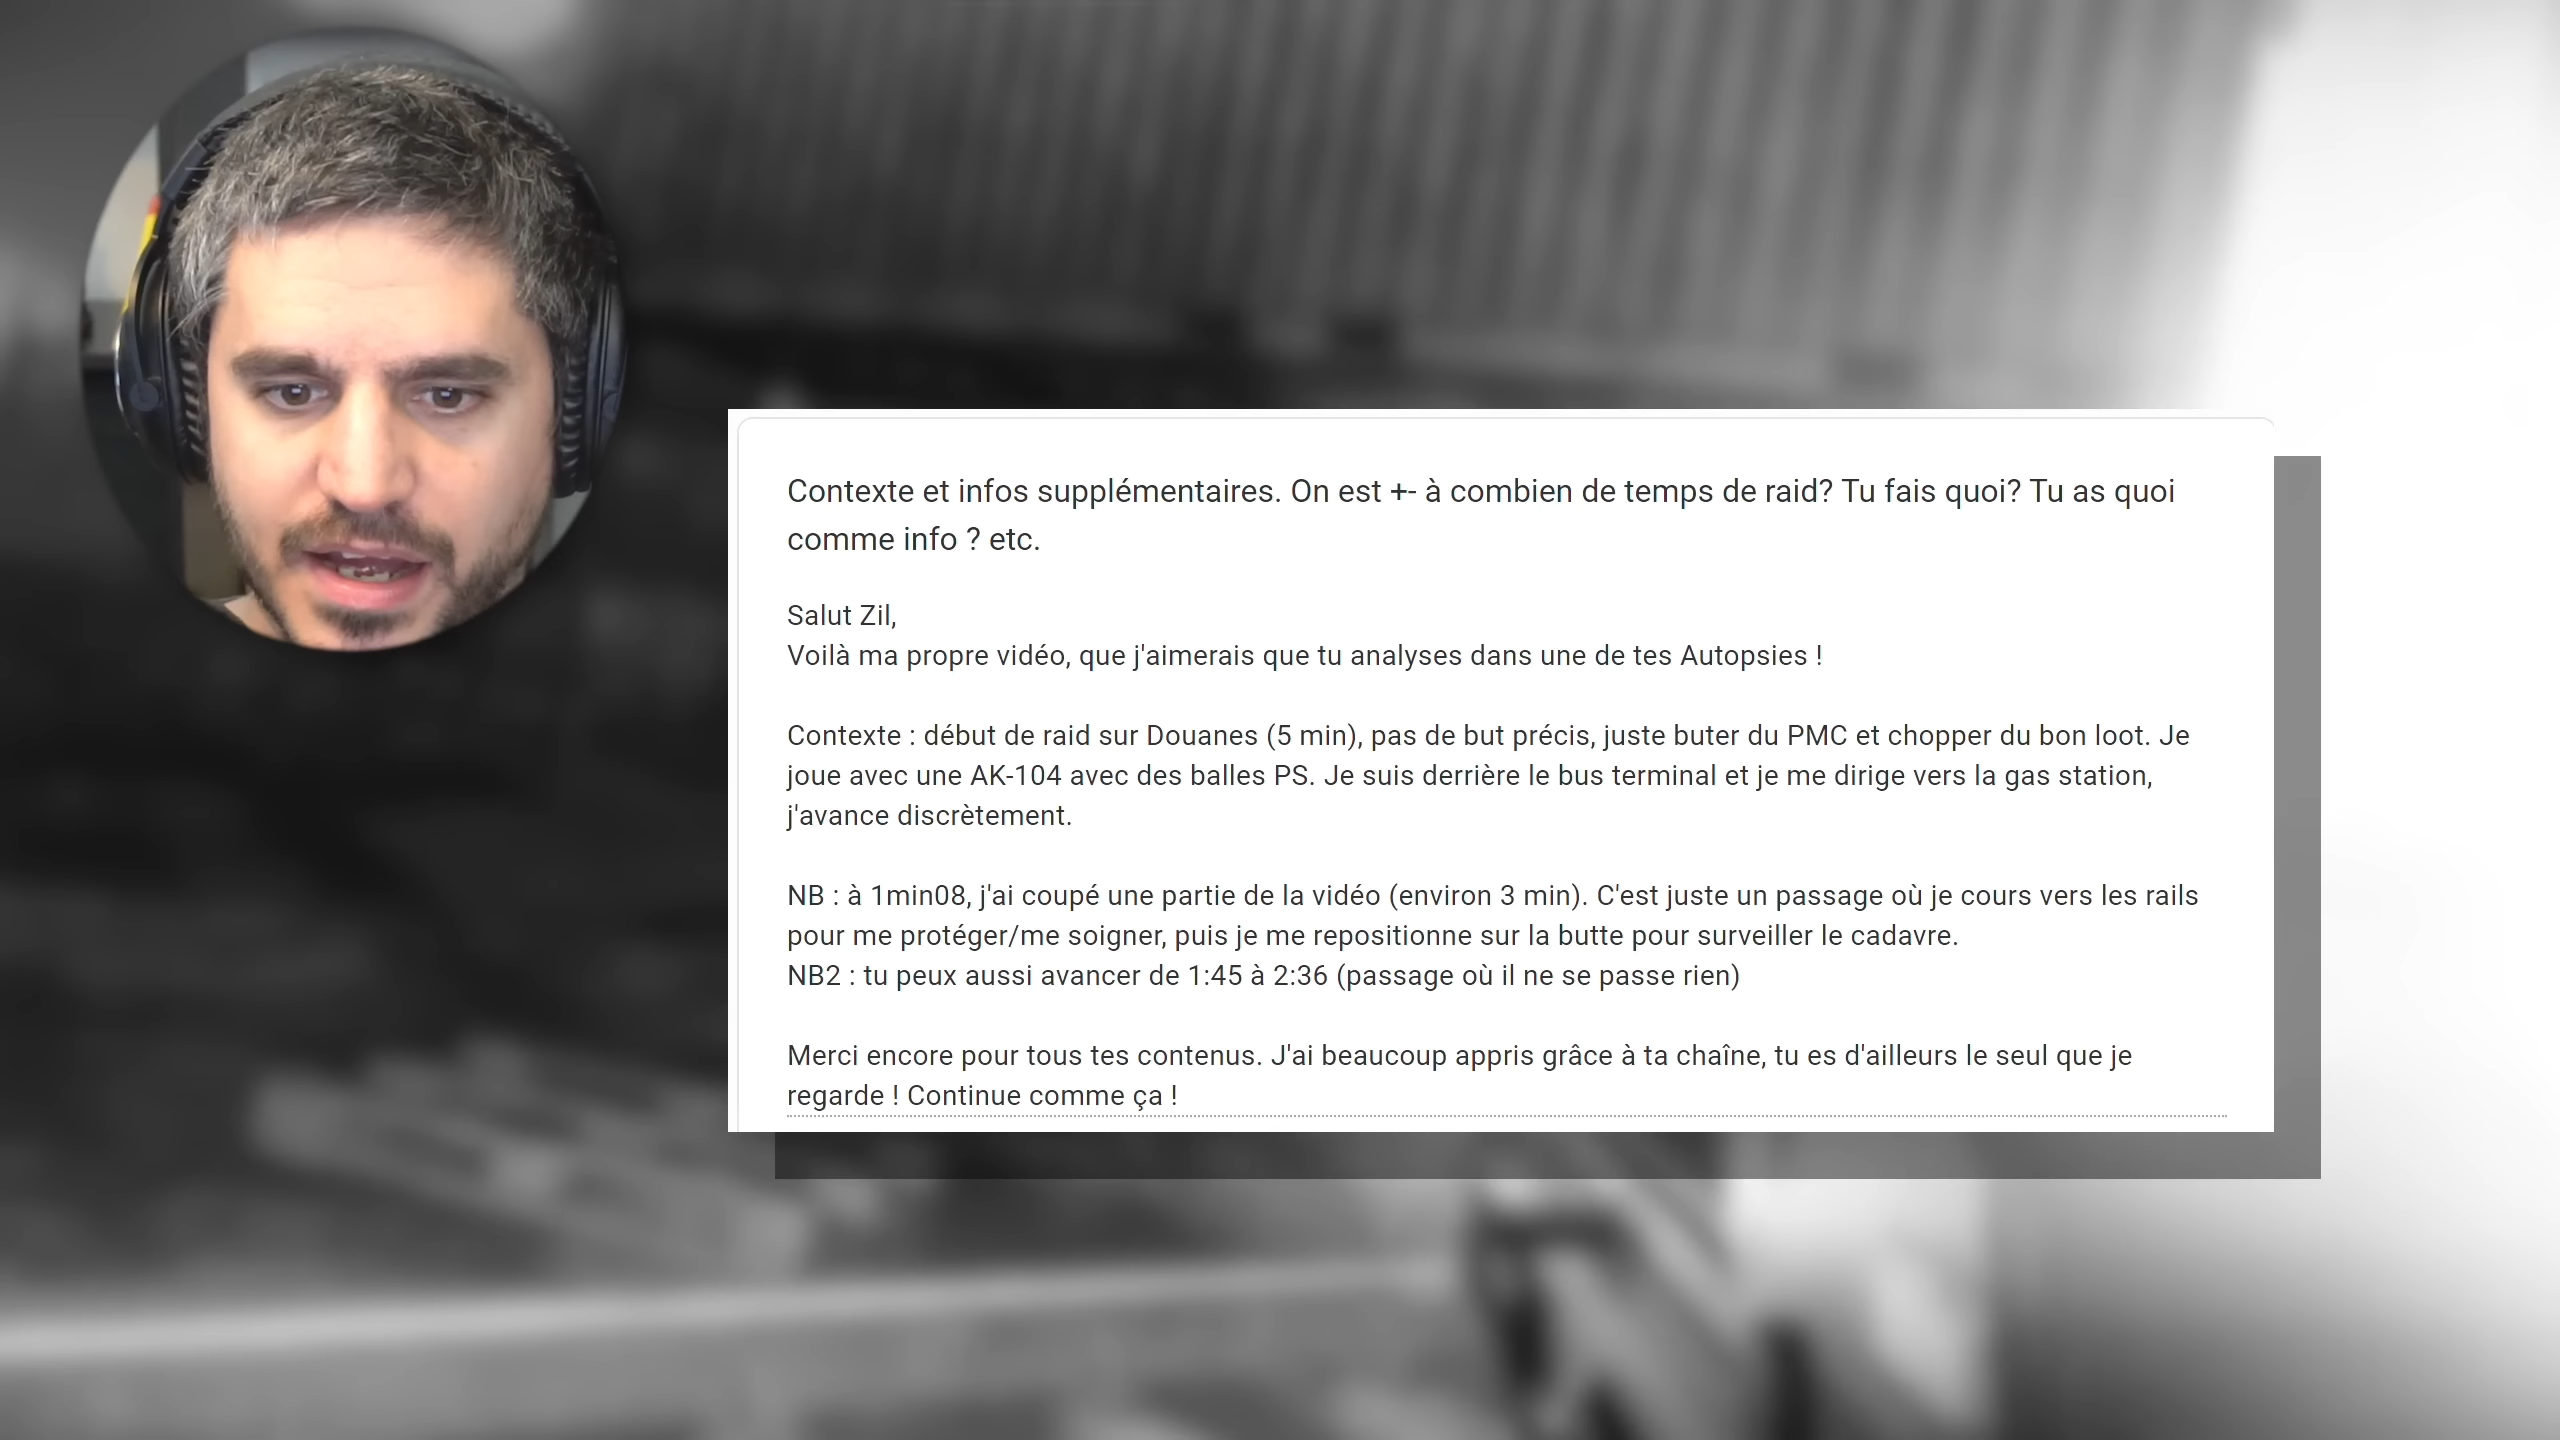 Contexte et infos supplémentaires. On est +- à combien de temps de raid? Tu fais quoi? Tu as quoi
comme info ? etc.
Salut Zil,
Voilà ma propre vidéo, que j'aimerais que tu analyses dans une de tes Autopsies !
Contexte : début de raid sur Douanes (5 min), pas de but précis, juste buter du PMC et chopper du bon loot. Je
joue avec une AK-104 avec des balles PS. Je suis derrière le bus terminal et je me dirige vers la gas station,
j'avance discrètement.
NB : à 1min08, j'ai coupé une partie de la vidéo (environ 3 min). C'est juste un passage où je cours vers les rails
pour me protéger/me soigner, puis je me repositionne sur la butte pour surveiller le cadavre.
NB2 : tu peux aussi avancer de 1:45 à 2:36 (passage où il ne se passe rien)
Merci encore pour tous tes contenus. J'ai beaucoup appris grâce à ta chaîne, tu es d'ailleurs le seul que je
regarde ! Continue comme ça !